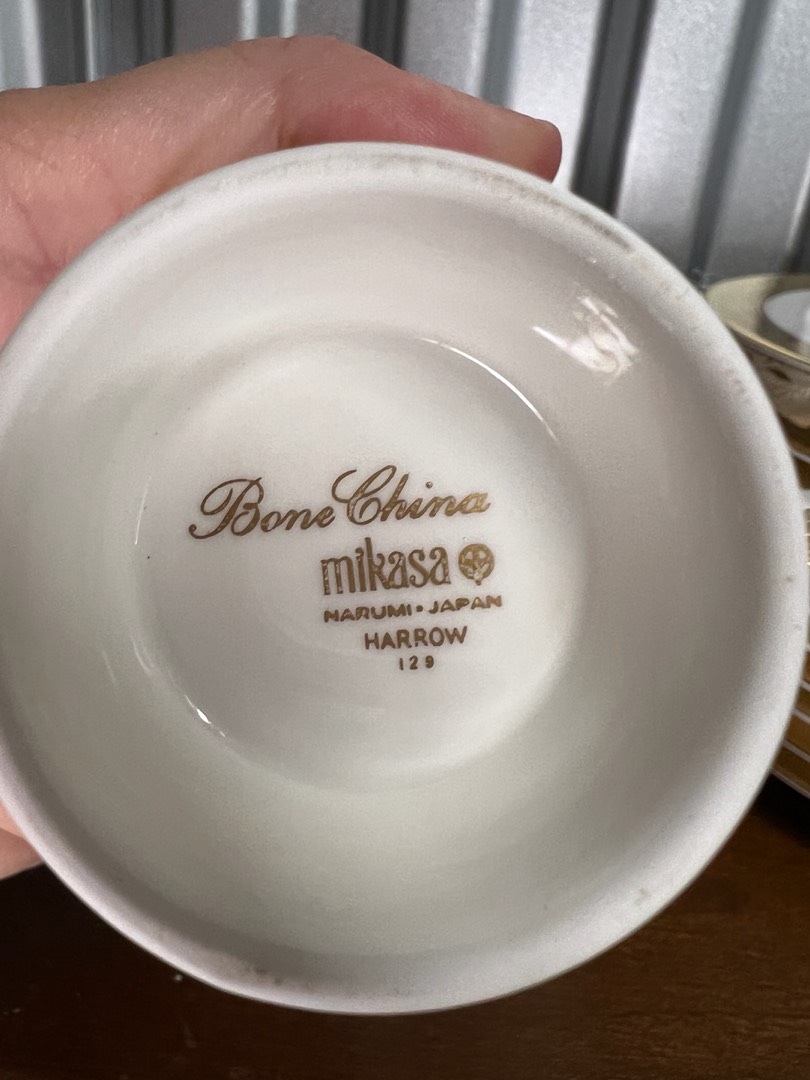 Bone China
mikasa
NARUMI • JAPAN
HARROW
129